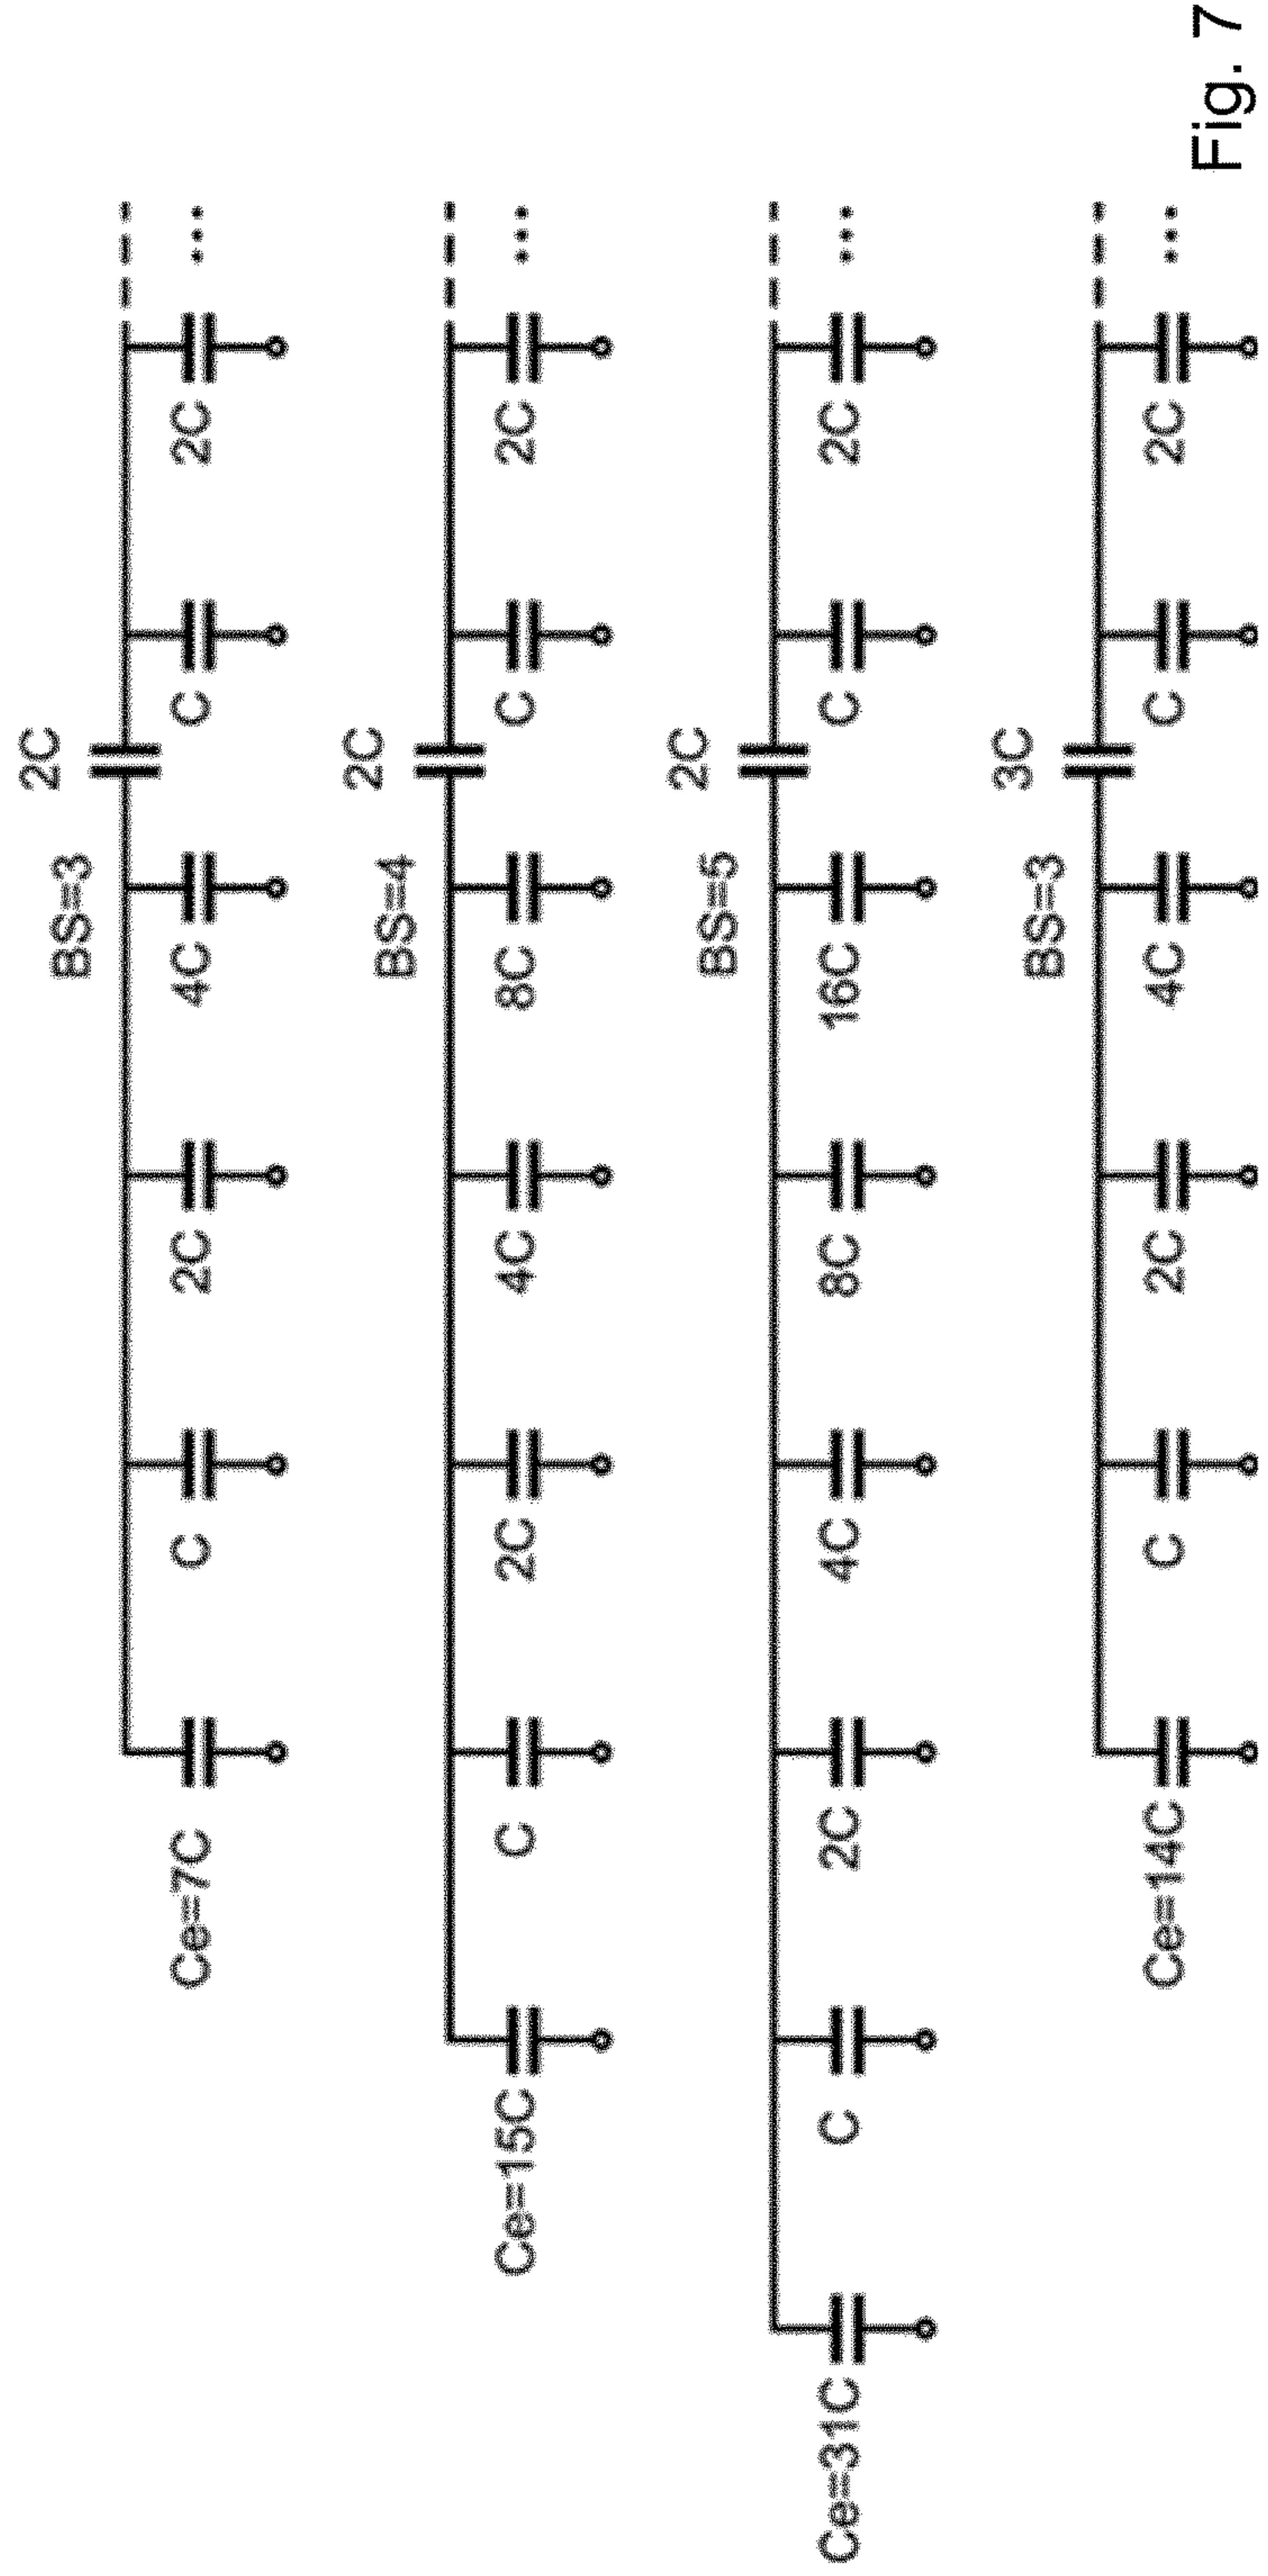 2C
BS=3
Ce=7C C 2C 4C C 2C ...
2C
BS=4
Ce=15C C 2C 4C 8C C 2C ...
2C
BS=5
Ce=31C C 2C 4C 8C 16C C 2C ...
3C
BS=3
Ce=14C C 2C 4C C 2C ...
Fig. 7